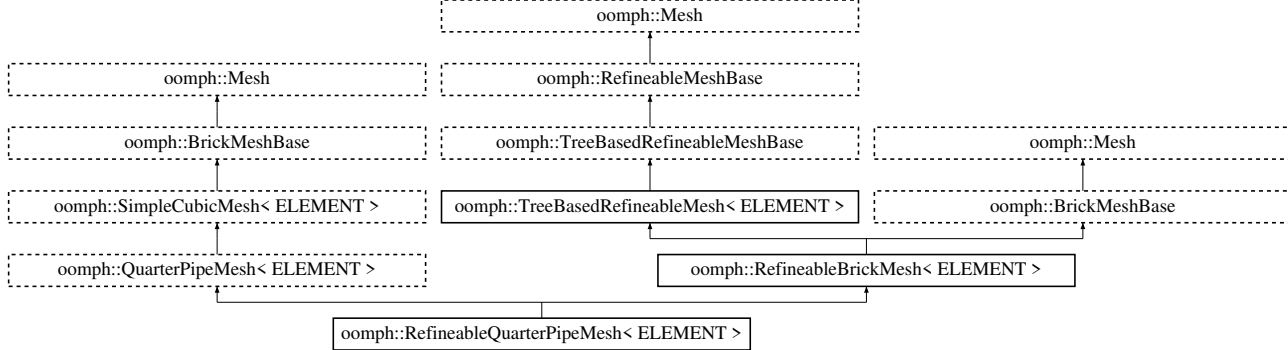 oomph::Mesh
oomph::Mesh
oomph::RefineableMeshBase
oomph::BrickMeshBase
oomph::TreeBasedRefineableMeshBase
oomph::Mesh
oomph::SimpleCubicMesh< ELEMENT >
oomph::TreeBasedRefineableMesh< ELEMENT >
oomph::BrickMeshBase
oomph::QuarterPipeMesh< ELEMENT >
oomph::RefineableBrickMesh< ELEMENT >
oomph::RefineableQuarterPipeMesh< ELEMENT >